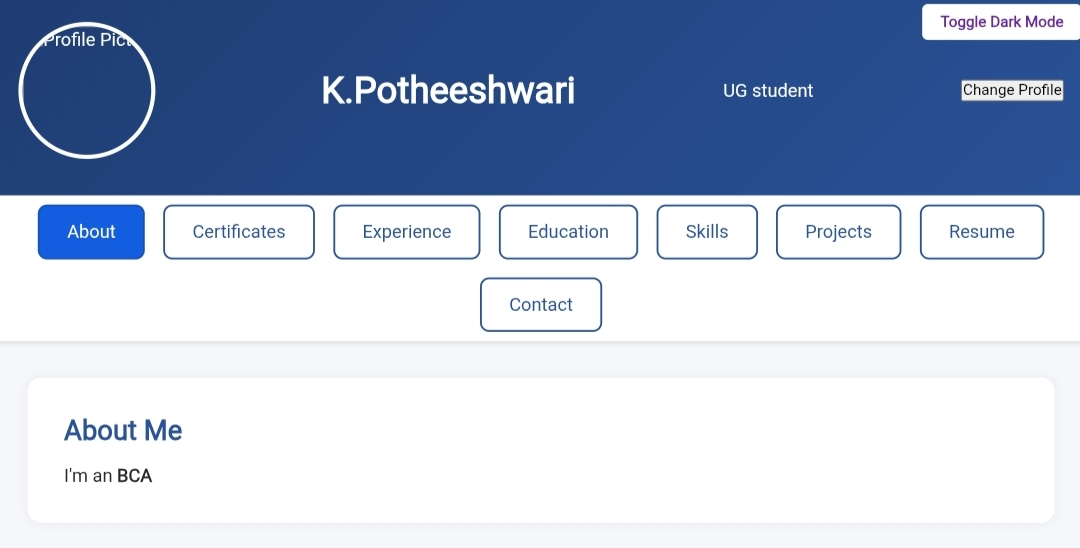 Toggle Dark Mode
Profile Pict
K.Potheeshwari
UG student
Change Profile
About
Certificates
Experience
Education
Skills
Projects
Resume
Contact
About Me
I'm an BCA